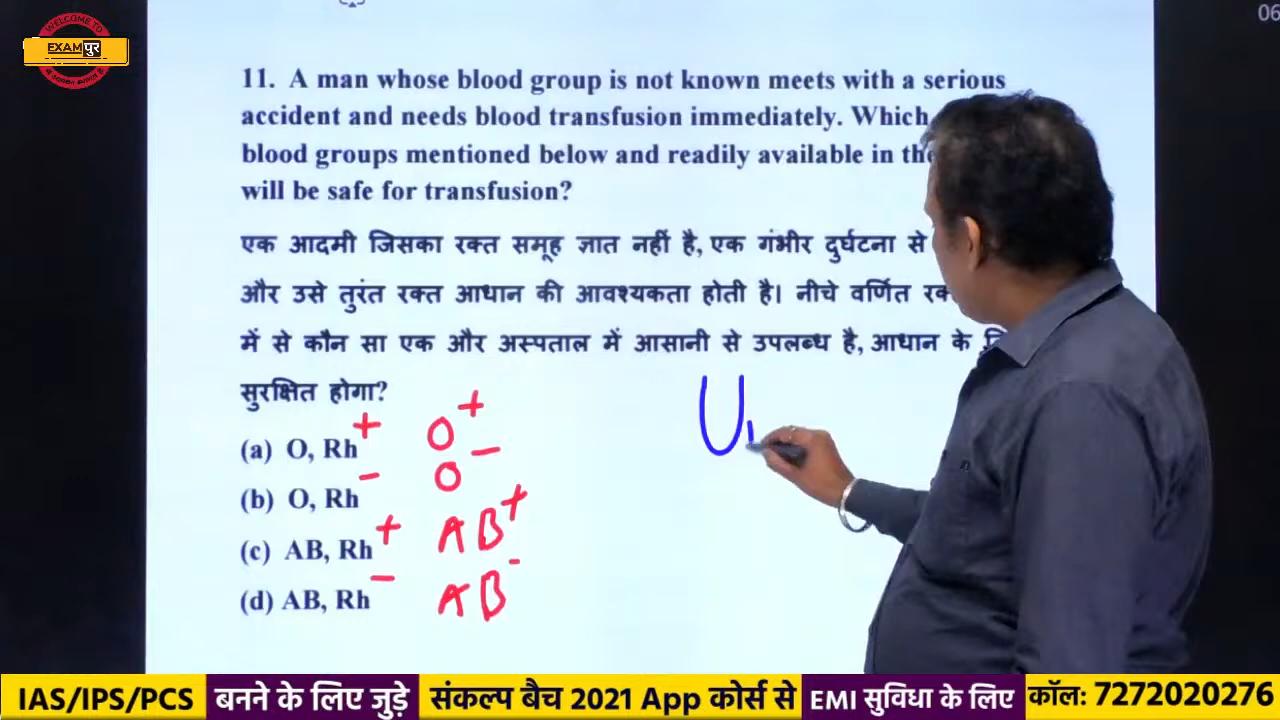 WELCOME TO
EXAMपुर
06
11. A man whose blood group is not known meets with a serious
accident and needs blood transfusion immediately. Which
blood groups mentioned below and readily available in the
will be safe for transfusion?
एक आदमी जिसका रक्त समूह ज्ञात नहीं है, एक गंभीर दुर्घटना से
और उसे तुरंत रक्त आधान की आवश्यकता होती है। नीचे वर्णित
में से कौन सा एक और अस्पताल में आसानी से उपलब्ध है, आधान के
सुरक्षित होगा?
(a) O, Rh + O +
(b) O, Rh − O −
(c) AB, Rh + AB +
(d) AB, Rh − AB -
U
IAS/IPS/PCS बनने के लिए जुड़े संकल्प बैच 2021 App कोर्स से EMI सुविधा के लिए कॉल: 7272020276